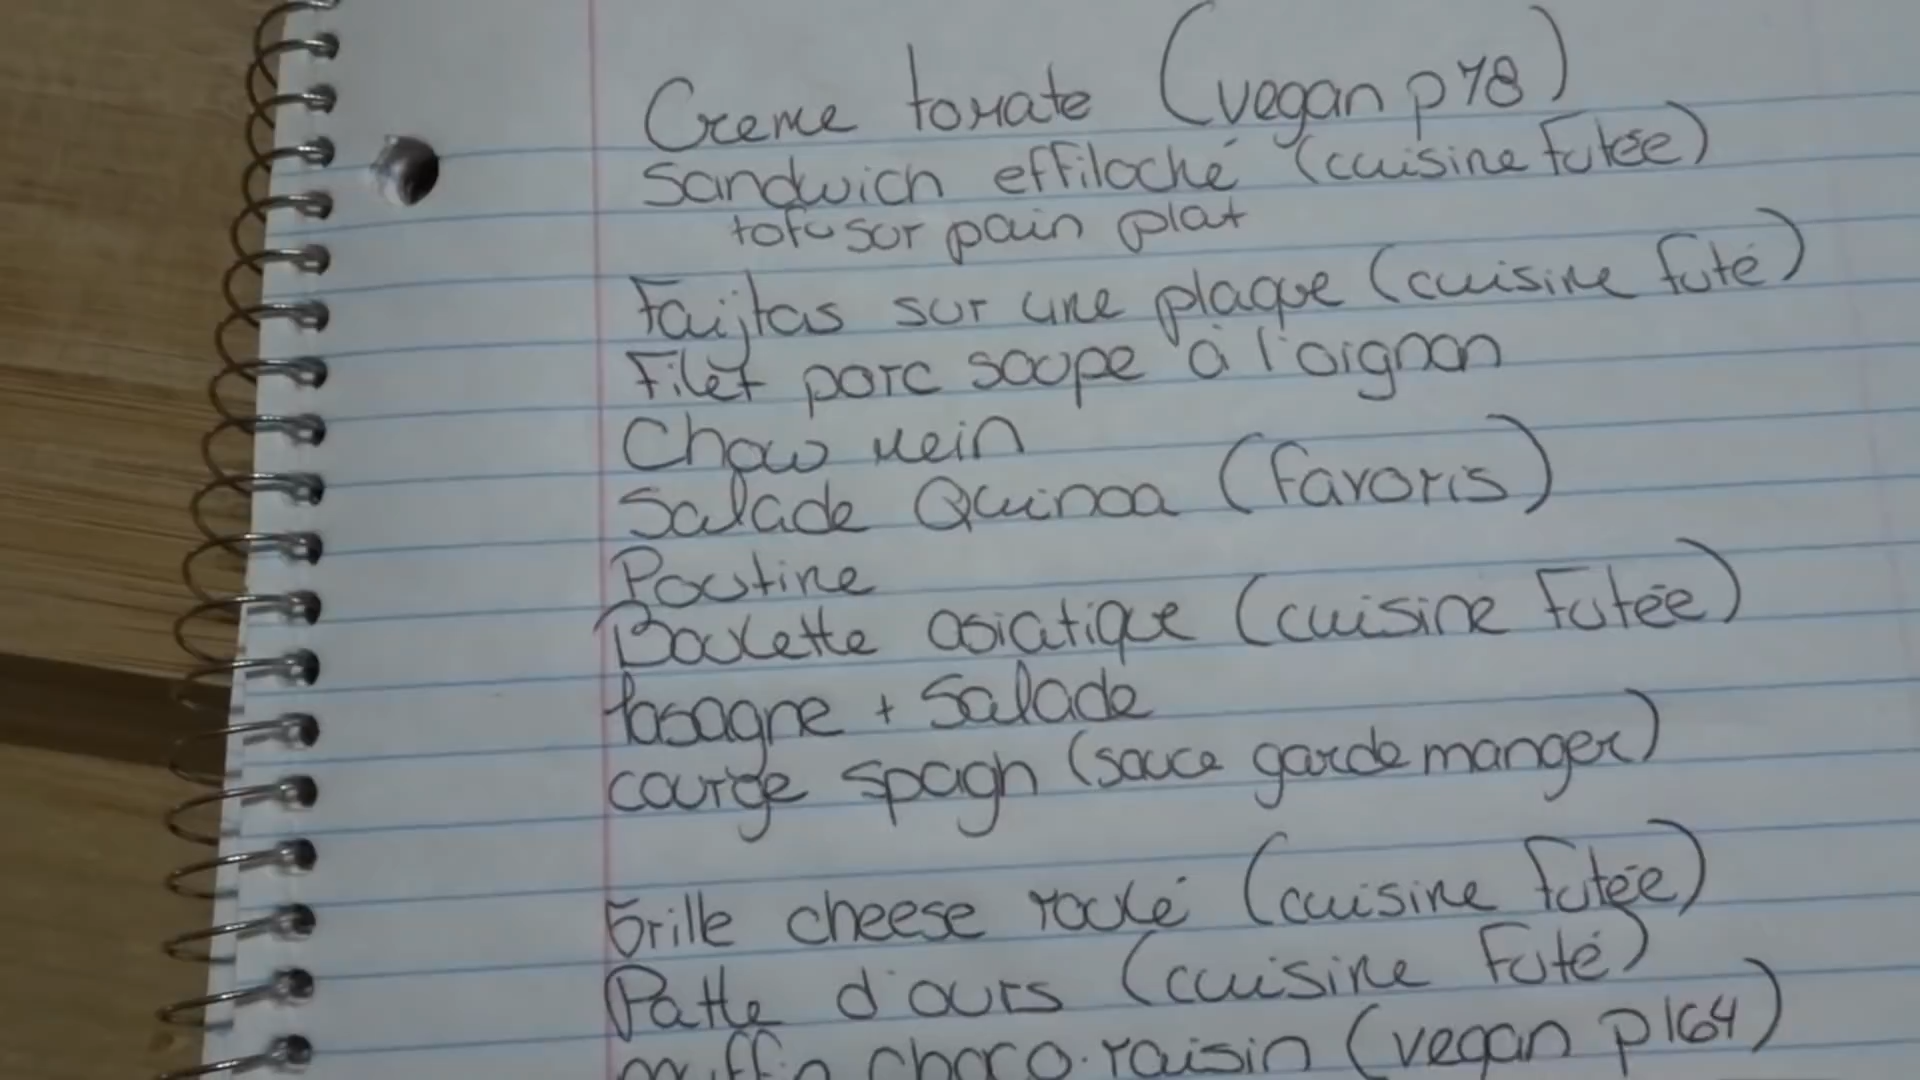 Creme tomate (vegan p78)
Sandwich effiloché (cuisine futée)
tofu sur pain plat
Faijtas sur une plaque (cuisine futé)
Filet porc soupe à l'oignon
Chow mein
Salade Quinoa (favoris)
Poutine
Boulette asiatique (cuisine futée)
lasagne + Salade
courge spagh (sauce garde manger)
Grille cheese roulé (cuisine futée)
Patte d'ours (cuisine futé)
muffin choco.raisin (vegan p164)